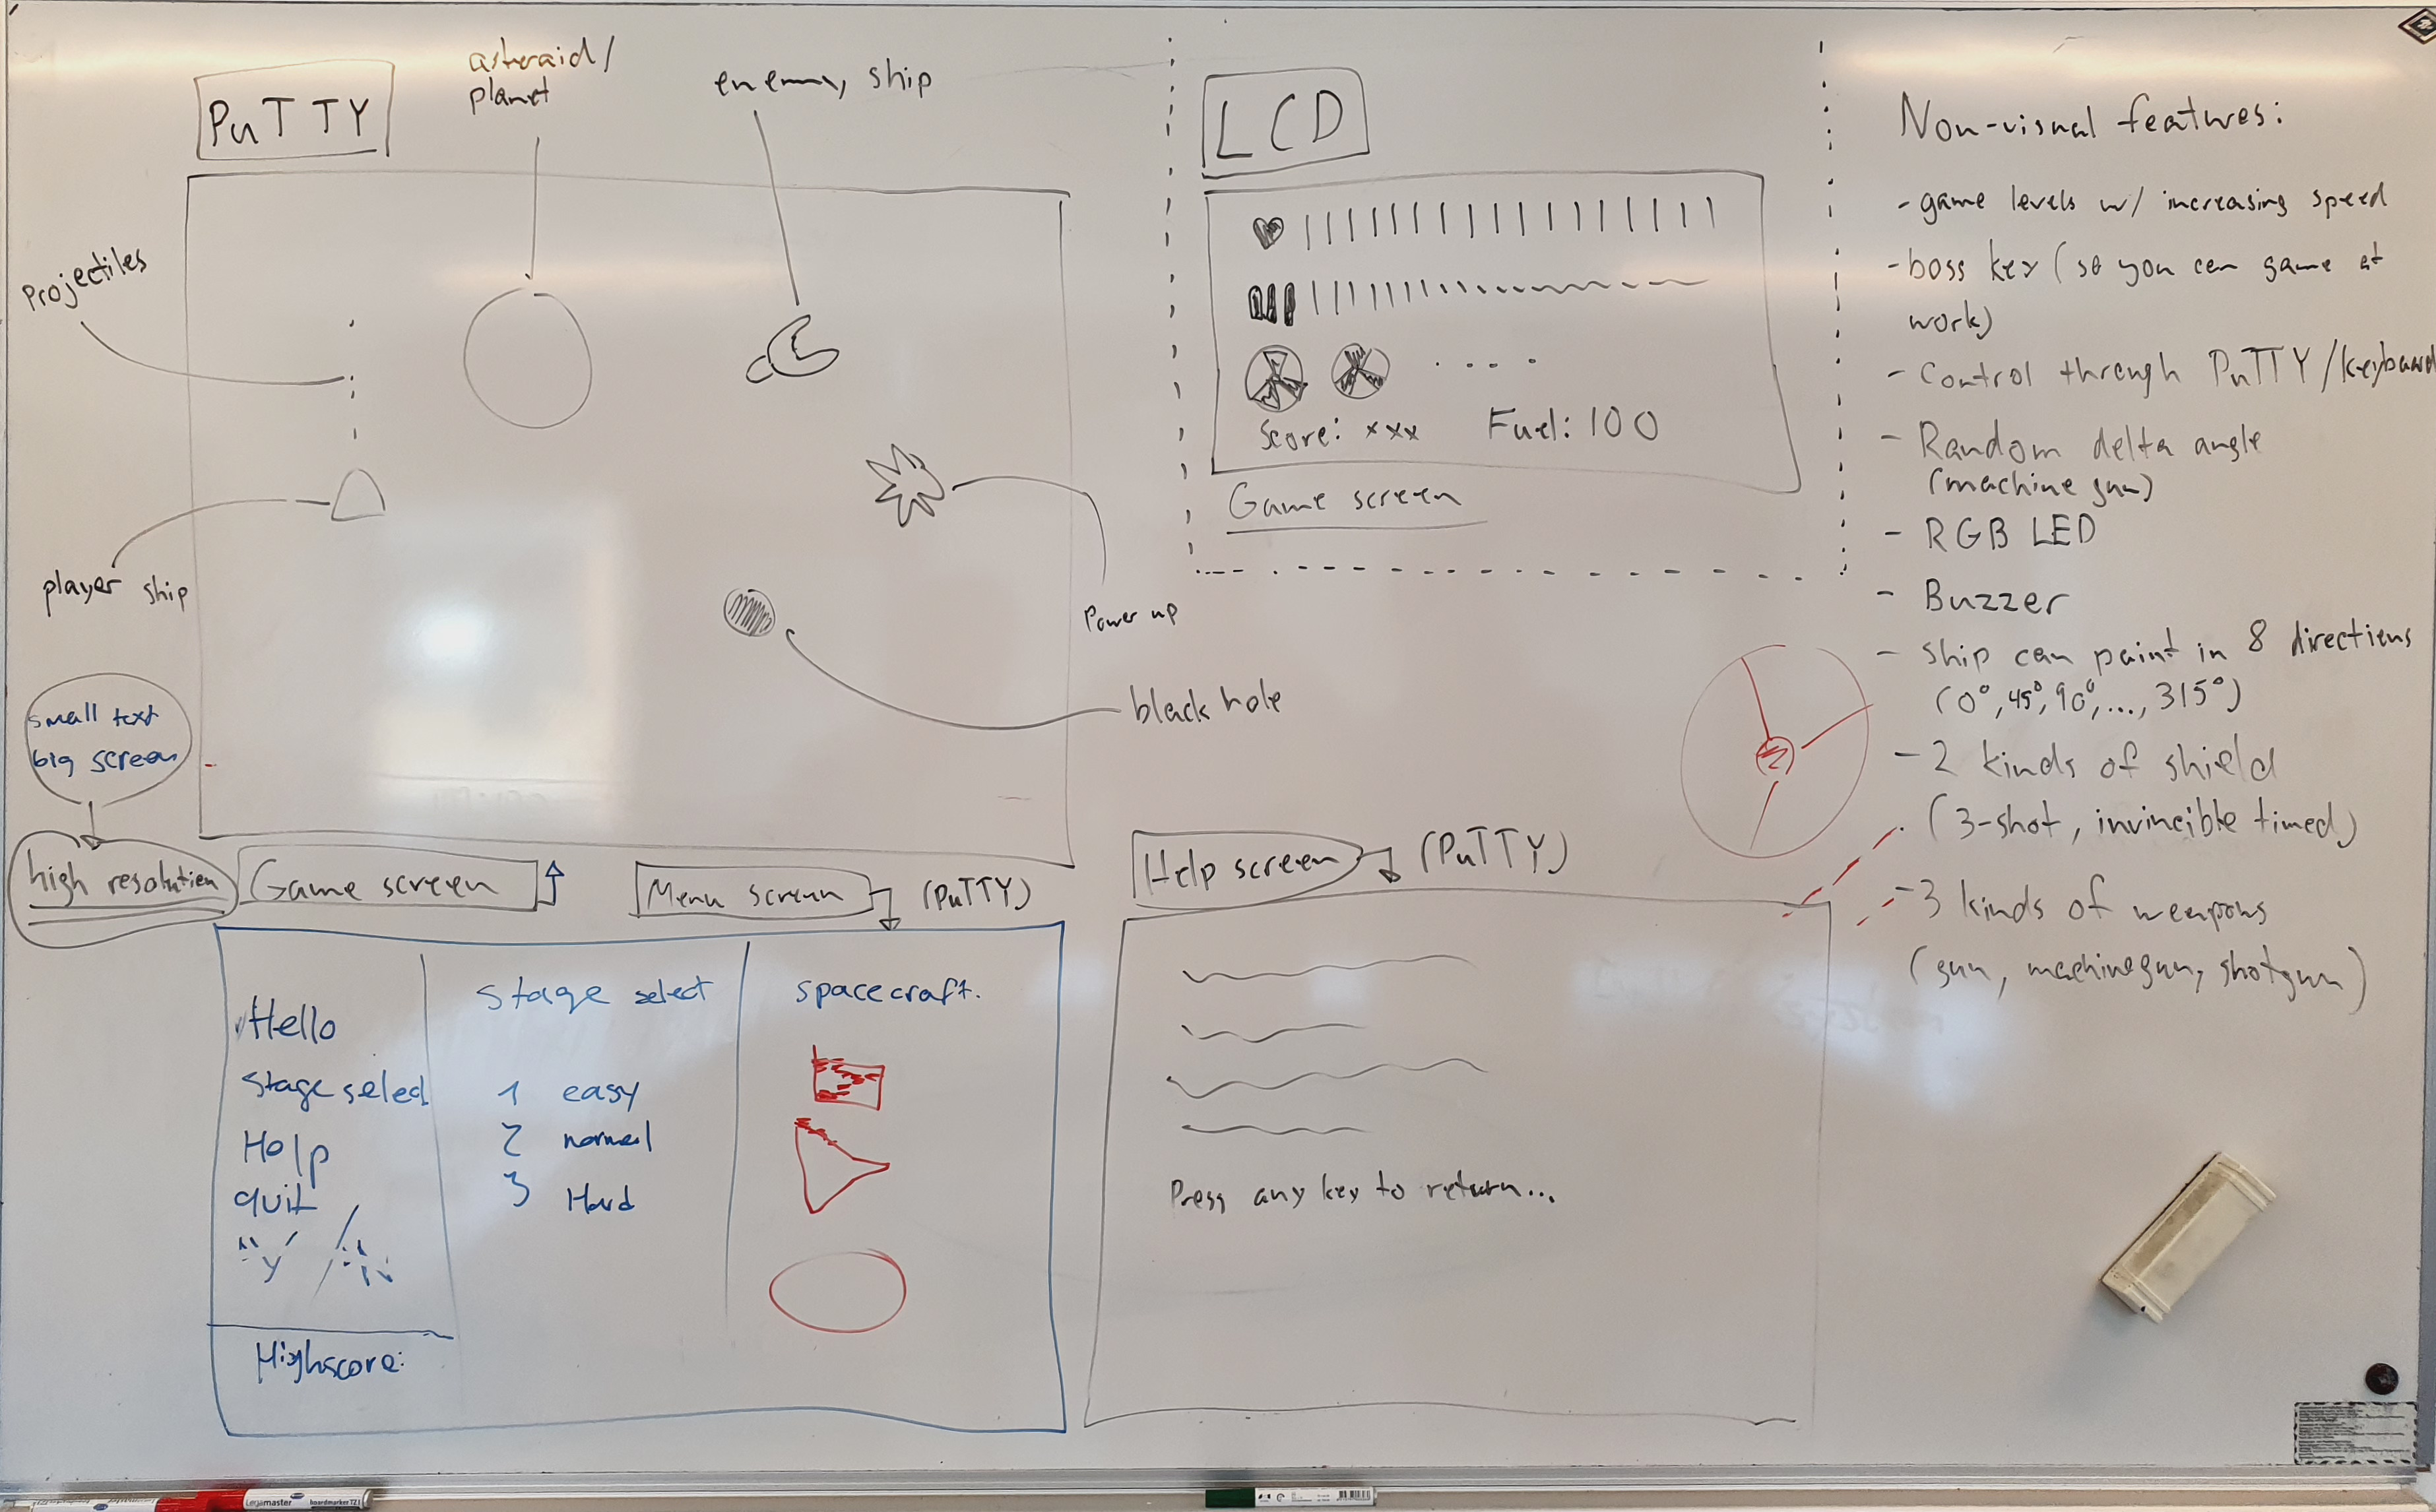 PuTTY
asteroid/
planet
enemy ship
Projectiles
player ship
Power up
black hole
small text
big screen
high resolution
Game screen
LCD
Score: xxx Fuel: 100
Game screen
Non-visual features:
- game levels w/ increasing speed
- boss key (so you can game at
work)
- Control through PuTTY/keyboard
- Random delta angle
(machine gun)
- RGB LED
- Buzzer
- ship can point in 8 directions
(0°, 45°, 90°, ..., 315°)
- 2 kinds of shield
(3-shot, invincible timed)
- 3 kinds of weapons
(gun, machinegun, shotgun)
Menu screen (PuTTY)
Hello
Stage select
Help
quit
"Y" / "N"
Highscore:
Stage select
1 easy
2 normal
3 Hard
spacecraft.
Help screen (PuTTY)
Press any key to return...
Legamaster boardmarker TZ1